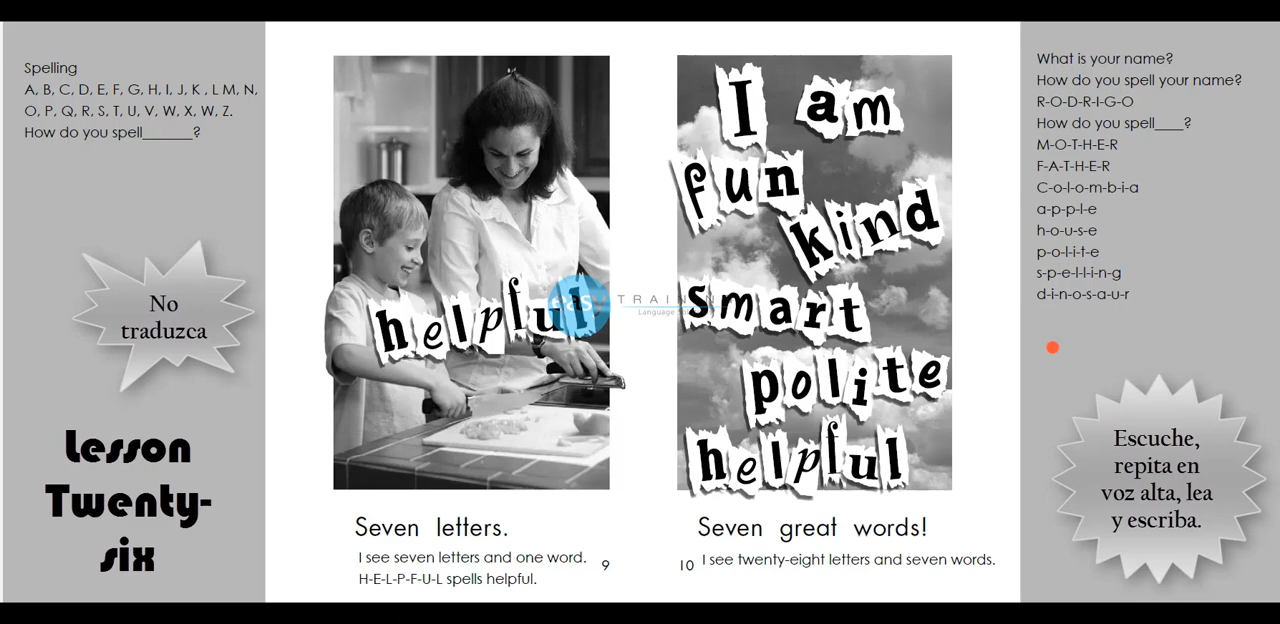 Spelling
A, B, C, D, E, F, G, H, I, J, K , L M, N,
O, P, Q, R, S, T, U, V, W, X, W, Z.
How do you spell______?
No
traduzca
Lesson
Twenty-
six
helpful
easy TRAININ
Seven letters.
I see seven letters and one word.
H-E-L-P-F-U-L spells helpful.
9
I am
fun
kind
smart
polite
helpful
Seven great words!
10 I see twenty-eight letters and seven words.
What is your name?
How do you spell your name?
R-O-D-R-I-G-O
How do you spell____?
M-O-T-H-E-R
F-A-T-H-E-R
C-o-l-o-m-b-i-a
a-p-p-l-e
h-o-u-s-e
p-o-l-i-t-e
s-p-e-l-l-i-n-g
d-i-n-o-s-a-u-r
Escuche,
repita en
voz alta, lea
y escriba.